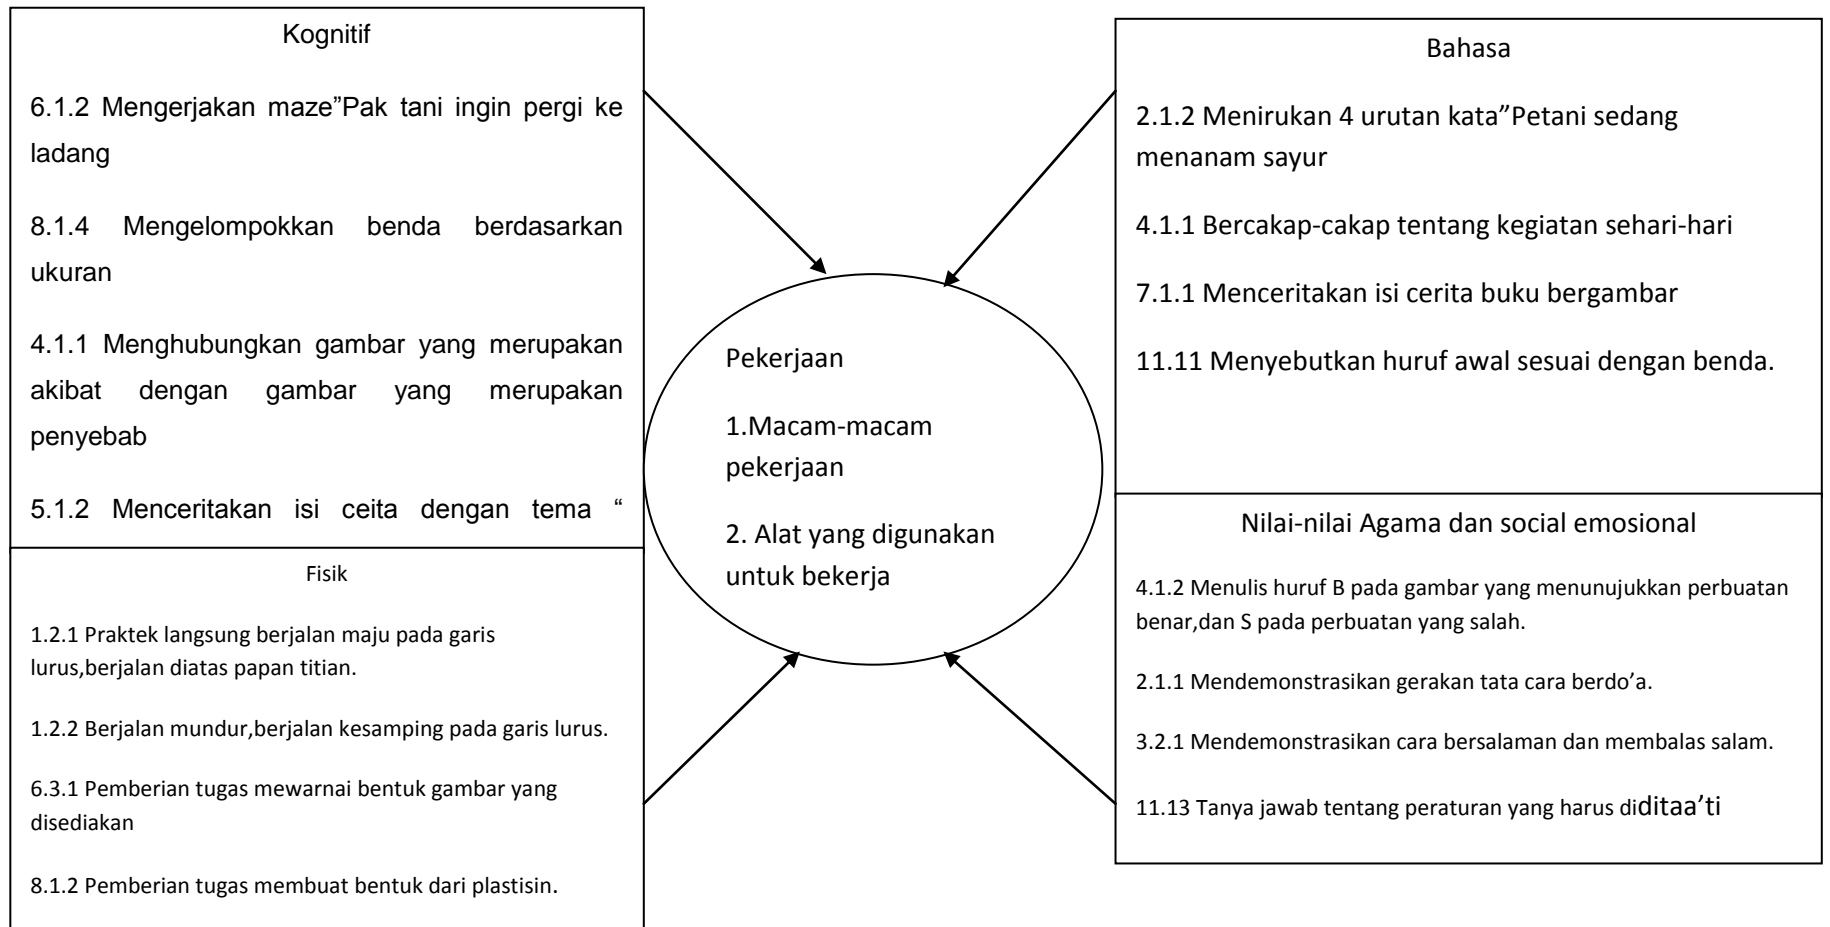 Kognitif
6.1.2 Mengerjakan maze”Pak tani ingin pergi ke
ladang
8.1.4 Mengelompokkan benda berdasarkan
ukuran
4.1.1 Menghubungkan gambar yang merupakan
akibat dengan gambar yang merupakan
penyebab
5.1.2 Menceritakan isi ceita dengan tema “
Fisik
1.2.1 Praktek langsung berjalan maju pada garis
lurus,berjalan diatas papan titian.
1.2.2 Berjalan mundur,berjalan kesamping pada garis lurus.
6.3.1 Pemberian tugas mewarnai bentuk gambar yang
disediakan
8.1.2 Pemberian tugas membuat bentuk dari plastisin.
Pekerjaan
1.Macam-macam
pekerjaan
2. Alat yang digunakan
untuk bekerja
Bahasa
2.1.2 Menirukan 4 urutan kata”Petani sedang
menanam sayur
4.1.1 Bercakap-cakap tentang kegiatan sehari-hari
7.1.1 Menceritakan isi cerita buku bergambar
11.11 Menyebutkan huruf awal sesuai dengan benda.
Nilai-nilai Agama dan social emosional
4.1.2 Menulis huruf B pada gambar yang menunujukkan perbuatan
benar,dan S pada perbuatan yang salah.
2.1.1 Mendemonstrasikan gerakan tata cara berdo’a.
3.2.1 Mendemonstrasikan cara bersalaman dan membalas salam.
11.13 Tanya jawab tentang peraturan yang harus diditaa’ti